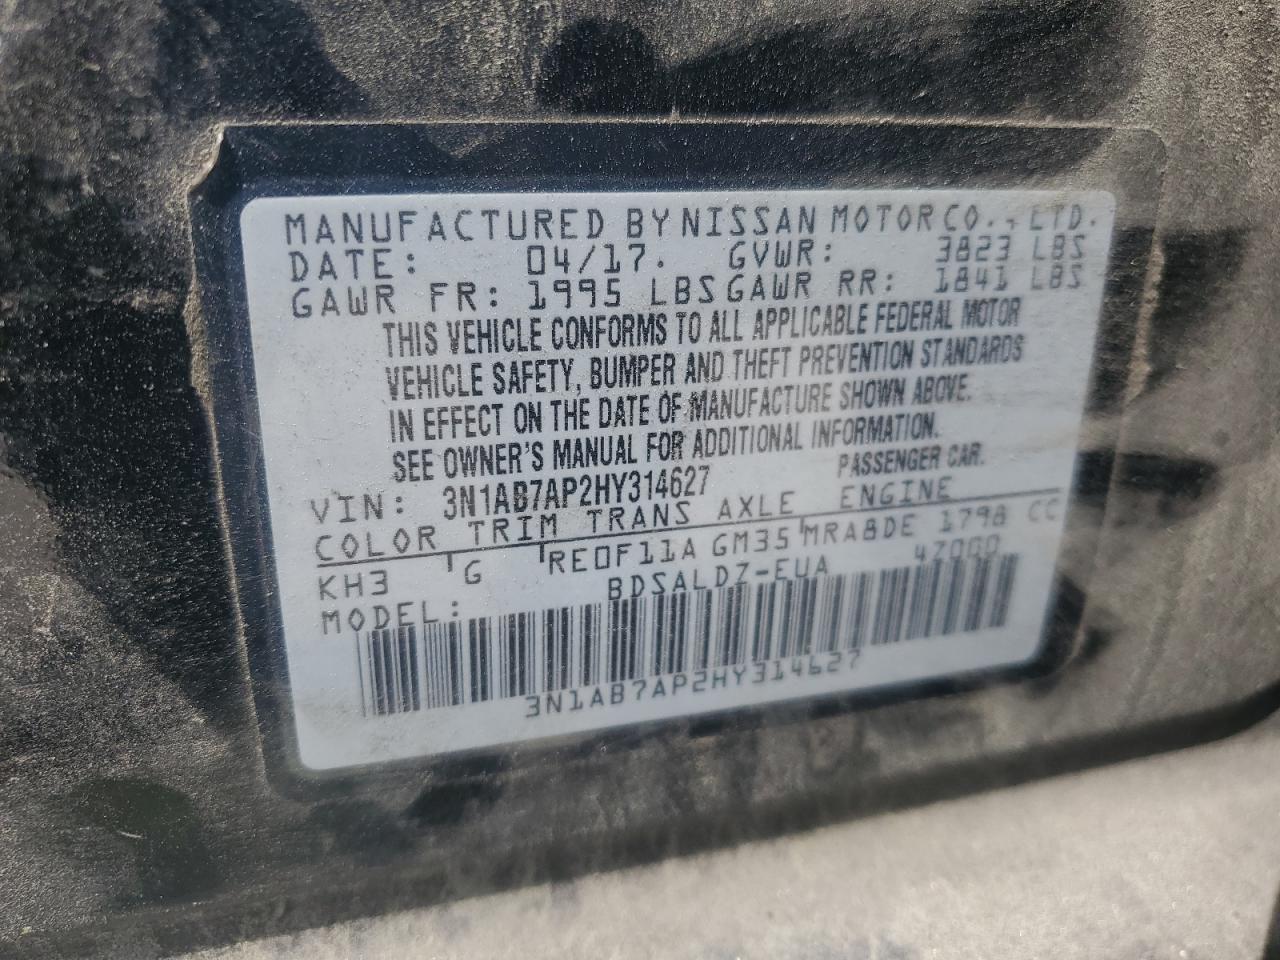 MANUFACTURED BY NISSAN MOTOR CO., LTD.
DATE: 04/17. GVWR: 3823 LBS
GAWR FR: 1995 LBS GAWR RR: 1841 LBS
THIS VEHICLE CONFORMS TO ALL APPLICABLE FEDERAL MOTOR
VEHICLE SAFETY, BUMPER AND THEFT PREVENTION STANDARDS
IN EFFECT ON THE DATE OF MANUFACTURE SHOWN ABOVE.
SEE OWNER'S MANUAL FOR ADDITIONAL INFORMATION.
VIN: 3N1AB7AP2HY314627 PASSENGER CAR.
COLOR TRIM TRANS AXLE ENGINE
KH3 G RE0F11A GM35 MRA8DE 1798 CC
MODEL: BDSALDZ-EUA 4Z000
3N1AB7AP2HY314627